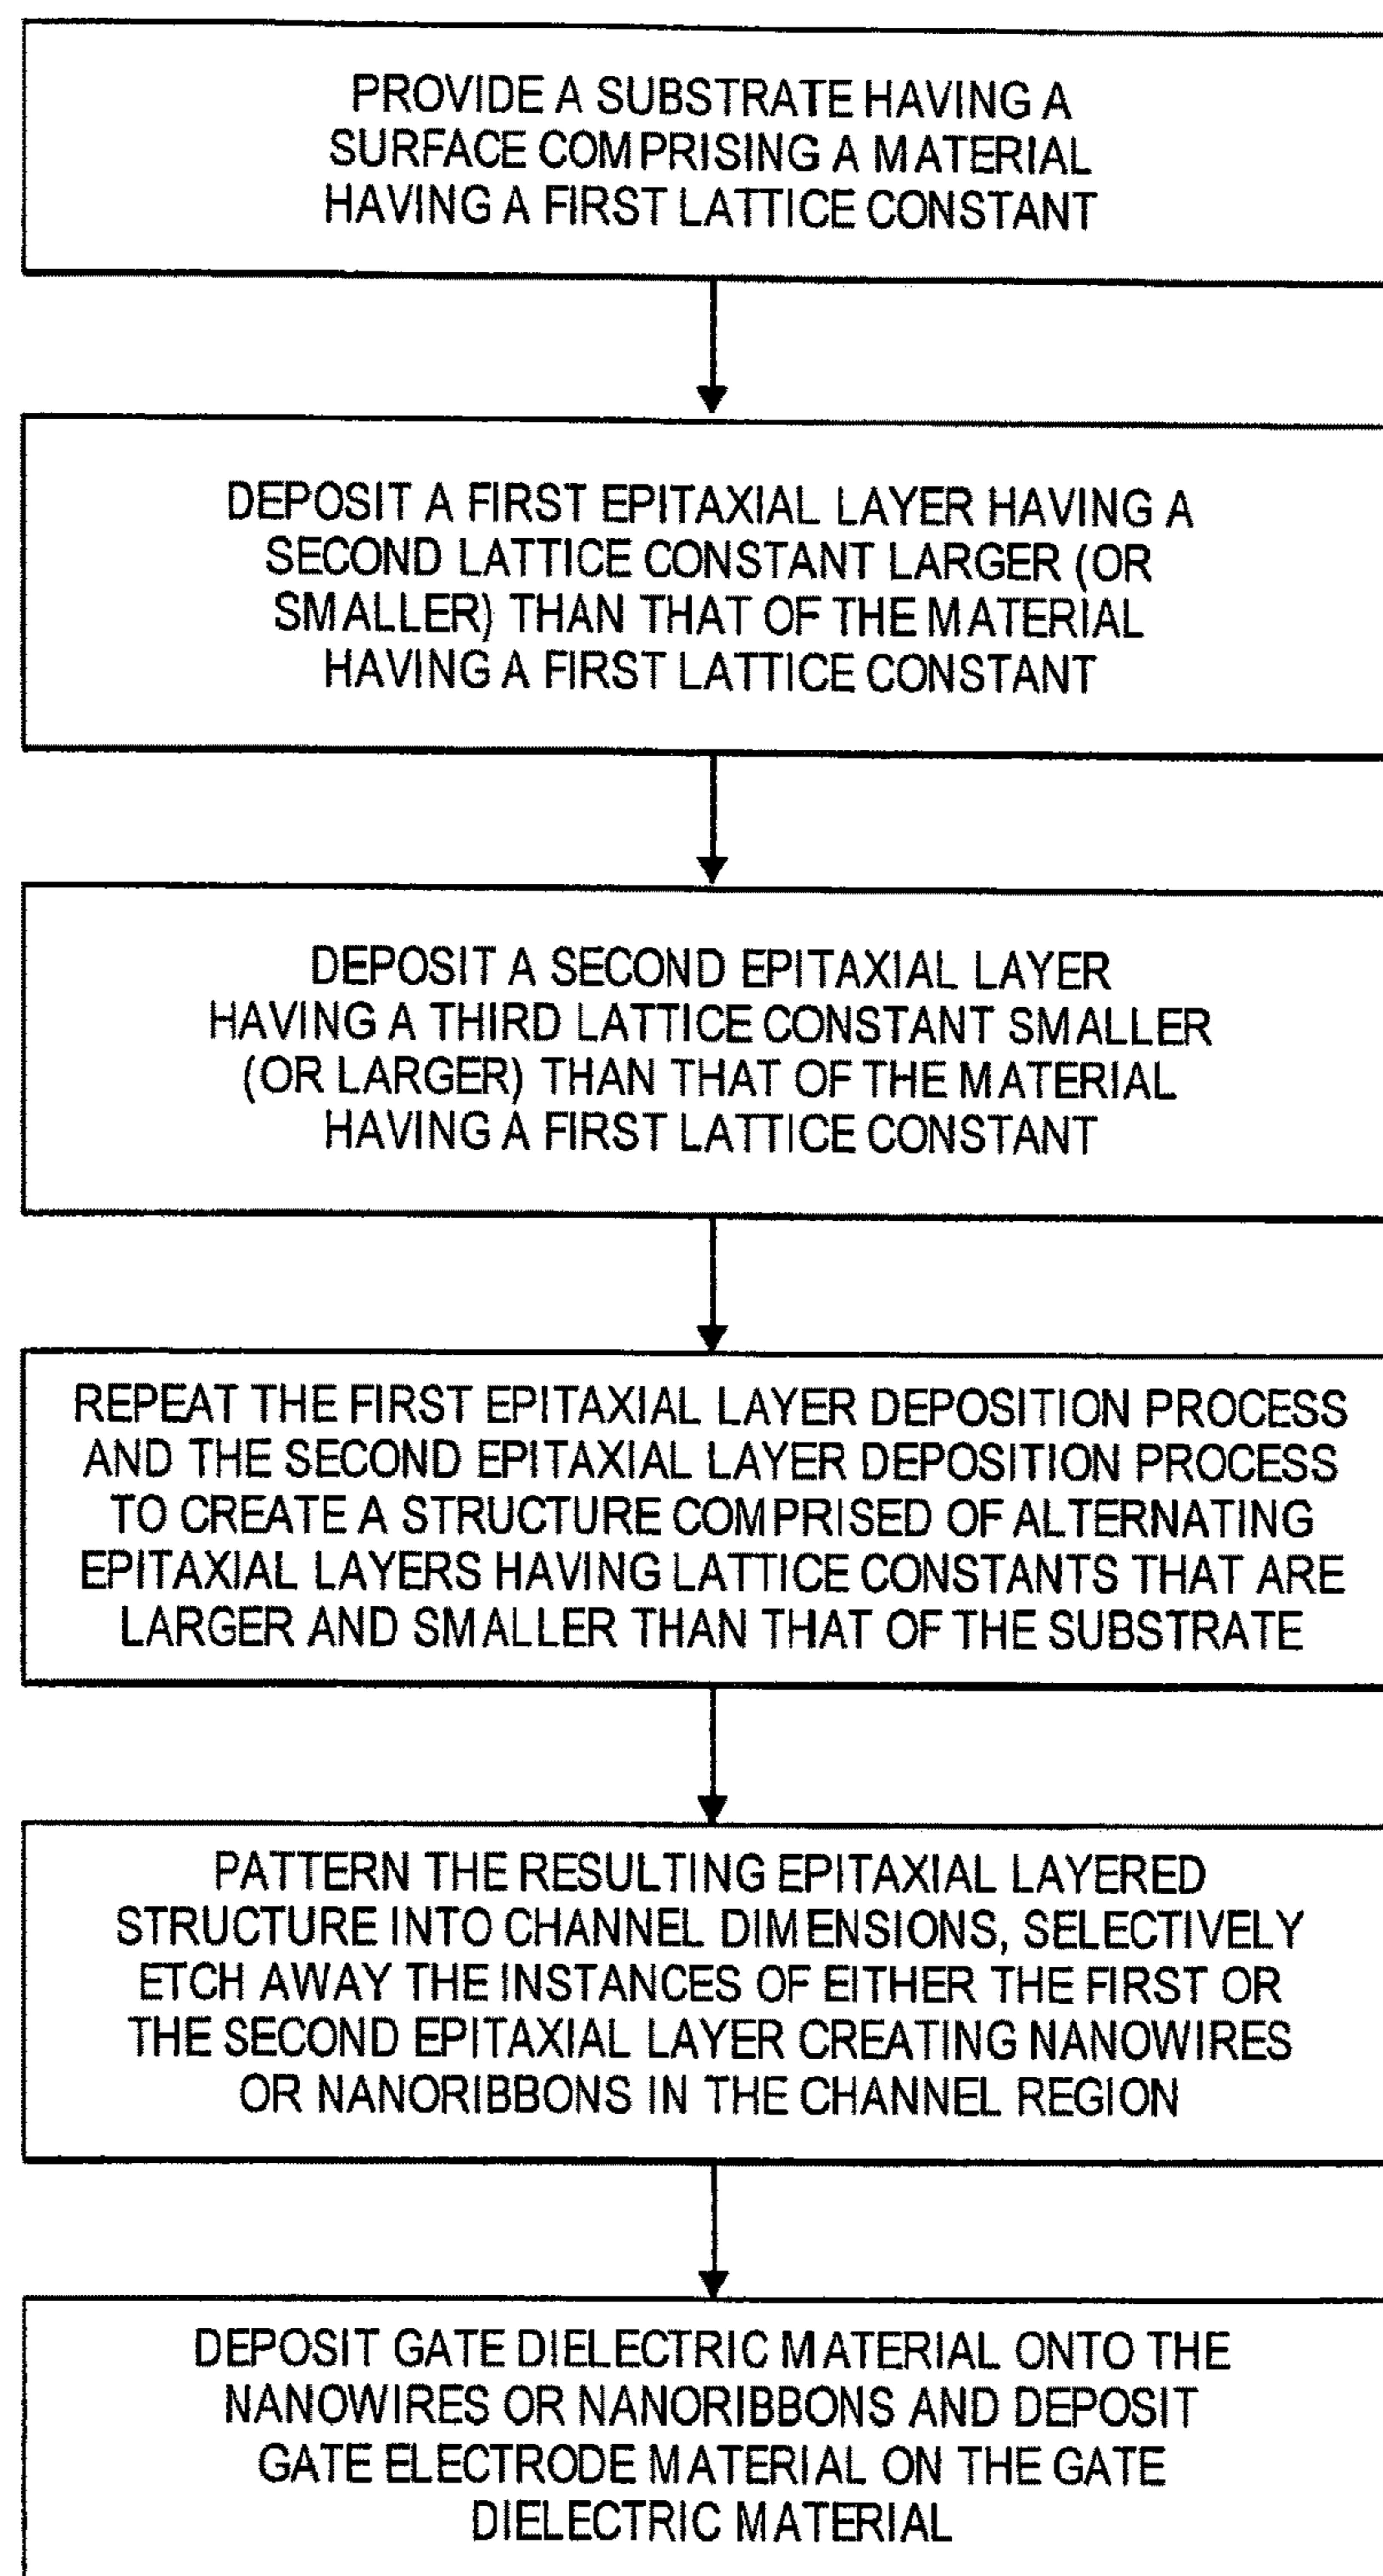 PROVIDE A SUBSTRATE HAVING A
SURFACE COMPRISING A MATERIAL
HAVING A FIRST LATTICE CONSTANT
DEPOSIT A FIRST EPITAXIAL LAYER HAVING A
SECOND LATTICE CONSTANT LARGER (OR
SMALLER) THAN THAT OF THE MATERIAL
HAVING A FIRST LATTICE CONSTANT
DEPOSIT A SECOND EPITAXIAL LAYER
HAVING A THIRD LATTICE CONSTANT SMALLER
(OR LARGER) THAN THAT OF THE MATERIAL
HAVING A FIRST LATTICE CONSTANT
REPEAT THE FIRST EPITAXIAL LAYER DEPOSITION PROCESS
AND THE SECOND EPITAXIAL LAYER DEPOSITION PROCESS
TO CREATE A STRUCTURE COMPRISED OF ALTERNATING
EPITAXIAL LAYERS HAVING LATTICE CONSTANTS THAT ARE
LARGER AND SMALLER THAN THAT OF THE SUBSTRATE
PATTERN THE RESULTING EPITAXIAL LAYERED
STRUCTURE INTO CHANNEL DIMENSIONS, SELECTIVELY
ETCH AWAY THE INSTANCES OF EITHER THE FIRST OR
THE SECOND EPITAXIAL LAYER CREATING NANOWIRES
OR NANORIBBONS IN THE CHANNEL REGION
DEPOSIT GATE DIELECTRIC MATERIAL ONTO THE
NANOWIRES OR NANORIBBONS AND DEPOSIT
GATE ELECTRODE MATERIAL ON THE GATE
DIELECTRIC MATERIAL